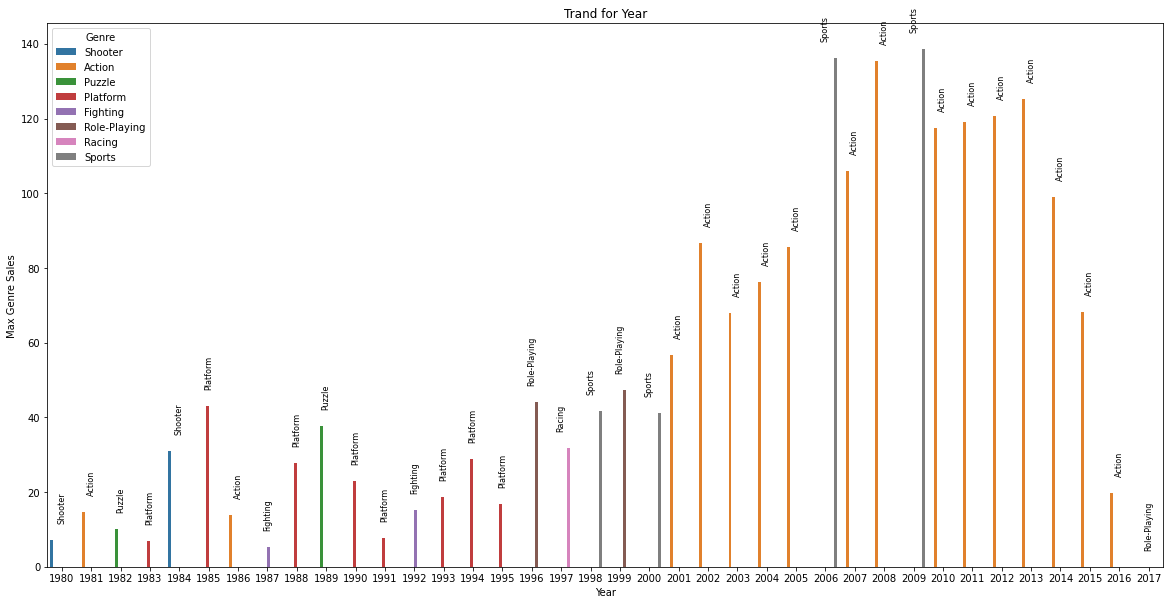 Trand for Year
Genre
Shooter
Action
Puzzle
Platform
Fighting
Role-Playing
Racing
Sports
Max Genre Sales
140
120
100
80
60
40
20
0
Shooter
Action
Puzzle
Platform
Shooter
Platform
Action
Fighting
Platform
Puzzle
Platform
Platform
Fighting
Platform
Platform
Platform
Role-Playing
Racing
Sports
Role-Playing
Sports
Action
Action
Action
Action
Action
Sports
Action
Action
Sports
Action
Action
Action
Action
Action
Action
Action
Role-Playing
1980 1981 1982 1983 1984 1985 1986 1987 1988 1989 1990 1991 1992 1993 1994 1995 1996 1997 1998 1999 2000 2001 2002 2003 2004 2005 2006 2007 2008 2009 2010 2011 2012 2013 2014 2015 2016 2017
Year